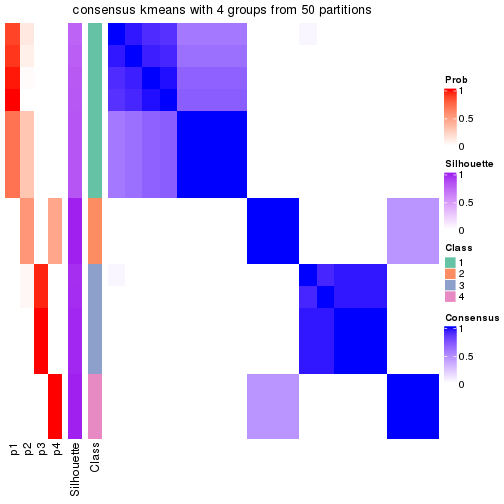 consensus kmeans with 4 groups from 50 partitions
Prob
1
0.5
0
Silhouette
1
0.5
0
Class
1
2
3
4
Consensus
1
0.5
0
p1
p2
p3
p4
Silhouette
Class